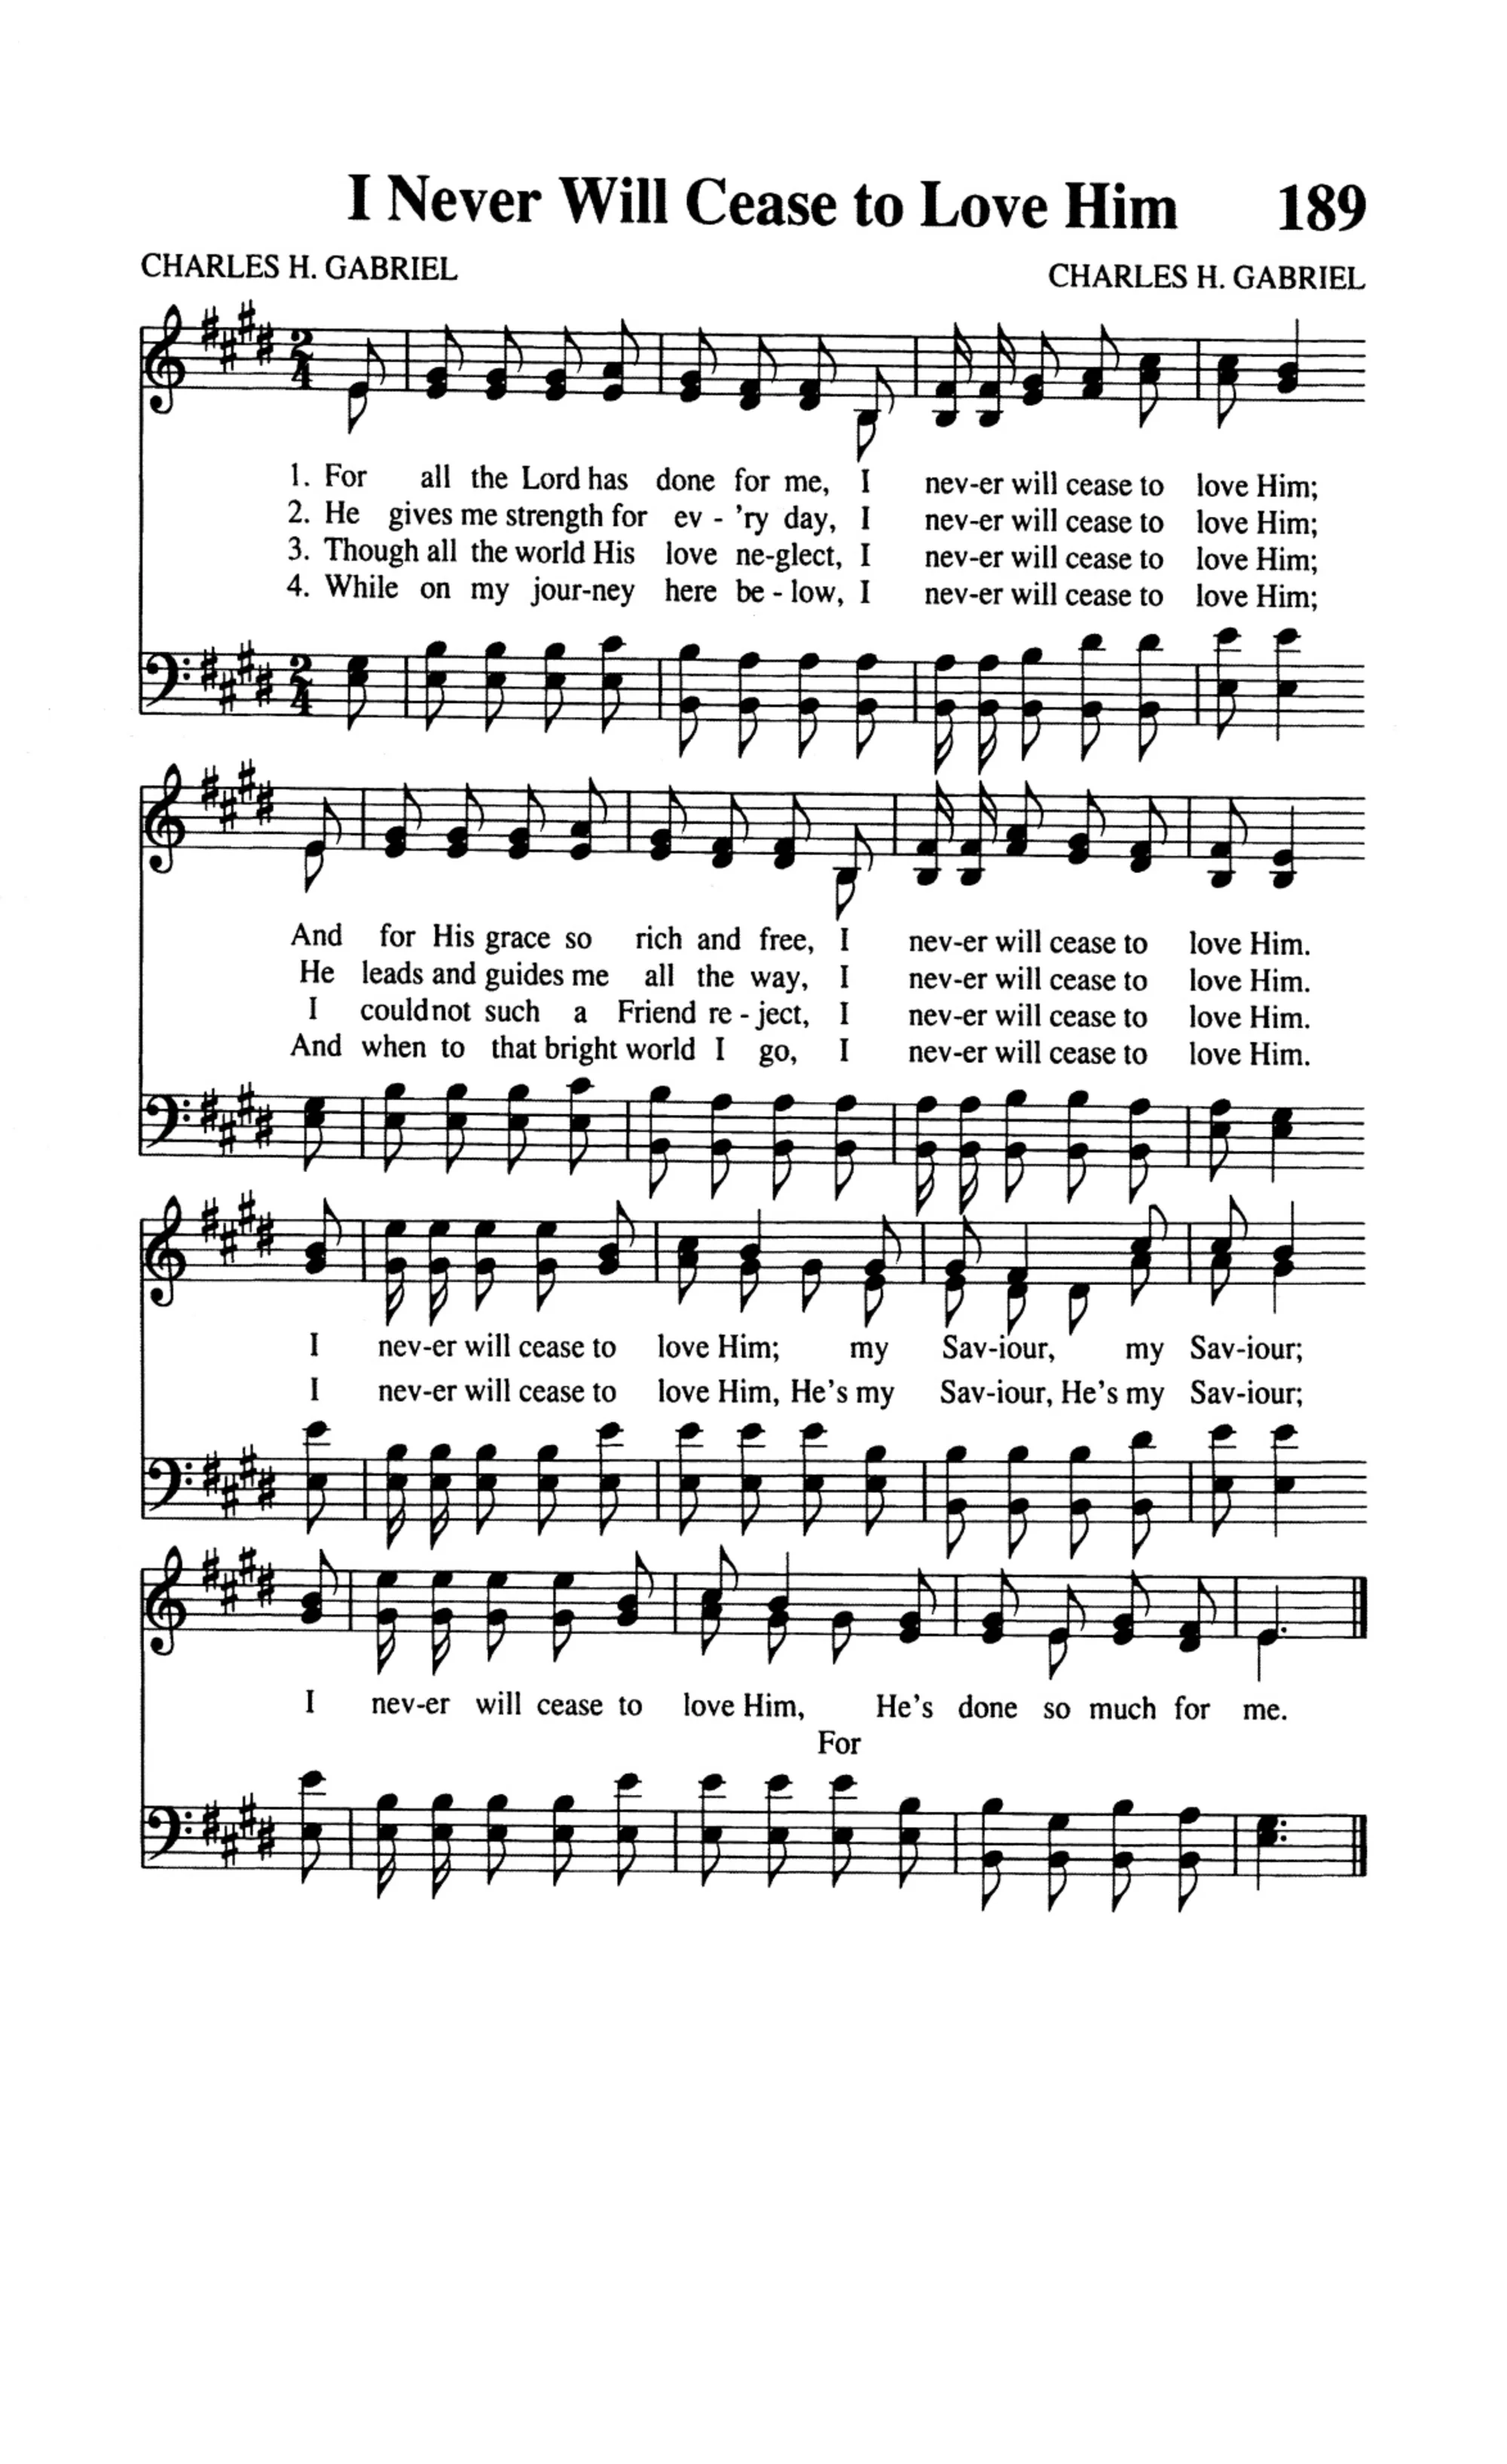 I Never Will Cease to Love Him 189
CHARLES H. GABRIEL CHARLES H. GABRIEL
1. For all the Lord has done for me, I nev-er will cease to love Him;
2. He gives me strength for ev - 'ry day, I nev-er will cease to love Him;
3. Though all the world His love ne-glect, I nev-er will cease to love Him;
4. While on my jour-ney here be - low, I nev-er will cease to love Him;
And for His grace so rich and free, I nev-er will cease to love Him.
He leads and guides me all the way, I nev-er will cease to love Him.
I could not such a Friend re - ject, I nev-er will cease to love Him.
And when to that bright world I go, I nev-er will cease to love Him.
I nev-er will cease to love Him; my Sav-iour, my Sav-iour;
I nev-er will cease to love Him, He's my Sav-iour, He's my Sav-iour;
I nev-er will cease to love Him, He's done so much for me.
For